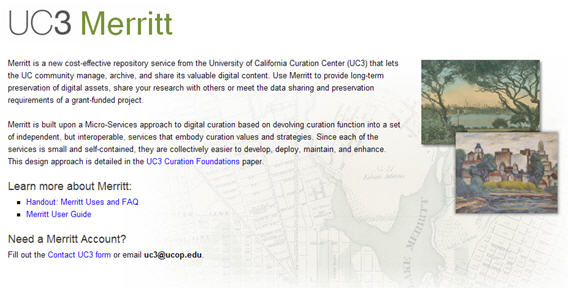 UC3 Merritt
Merritt is a new cost-effective repository service from the University of California Curation Center (UC3) that lets
the UC community manage, archive, and share its valuable digital content. Use Merritt to provide long-term
preservation of digital assets, share your research with others or meet the data sharing and preservation
requirements of a grant-funded project.
Merritt is built upon a Micro-Services approach to digital curation based on devolving curation function into a set
of independent, but interoperable, services that embody curation values and strategies. Since each of the
services is small and self-contained, they are collectively easier to develop, deploy, maintain, and enhance.
This design approach is detailed in the UC3 Curation Foundations paper.
Learn more about Merritt:
Handout: Merritt Uses and FAQ
Merritt User Guide
Need a Merritt Account?
Fill out the Contact UC3 form or email uc3@ucop.edu.
LAKE MERRITT